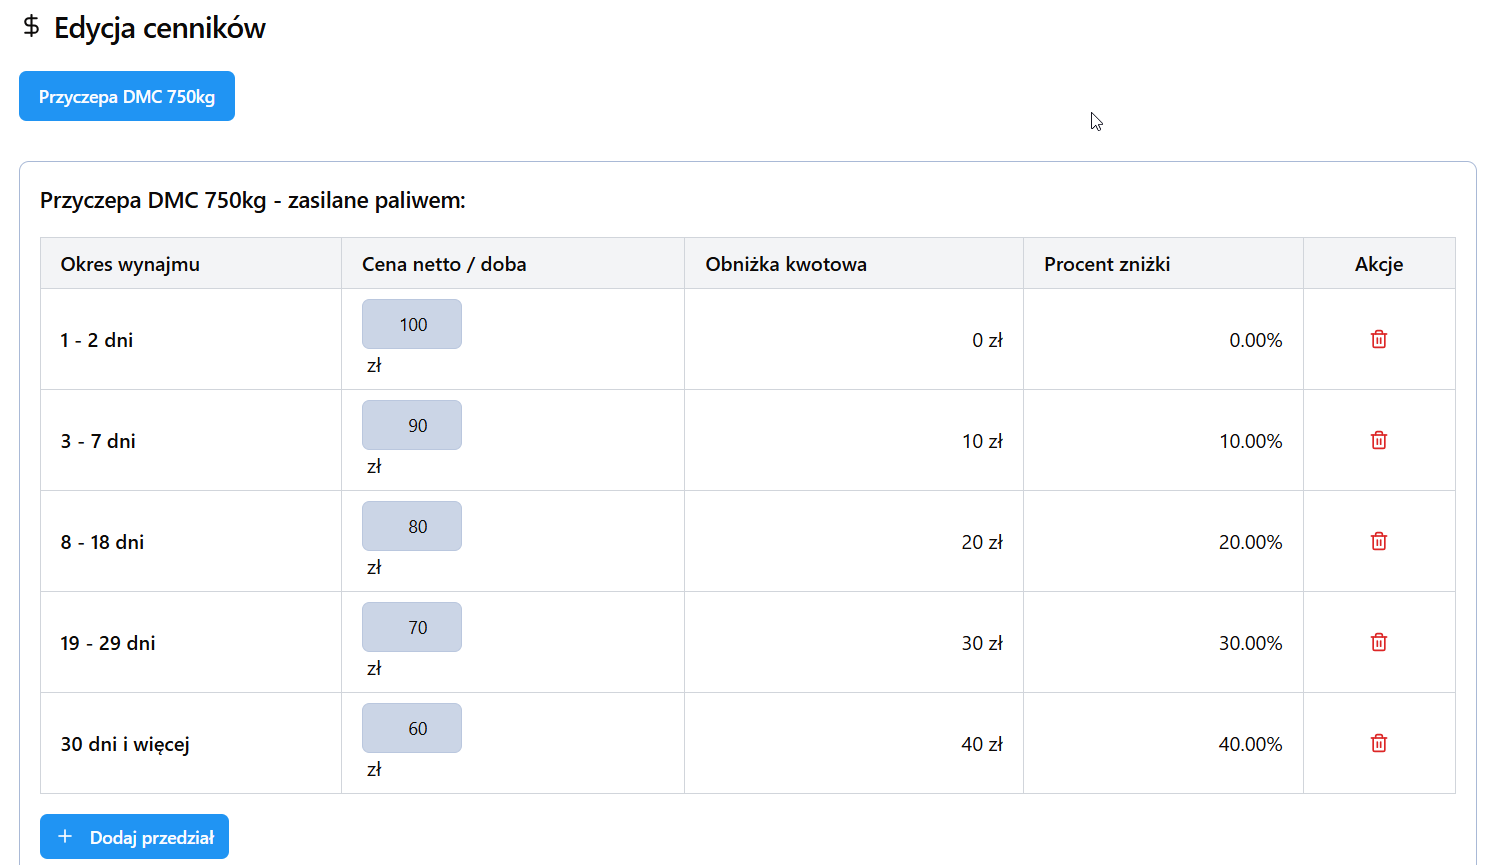 $ Edycja cenników
Przyczepa DMC 750kg
Przyczepa DMC 750kg - zasilane paliwem:
Okres wynajmu Cena netto / doba Obniżka kwotowa Procent zniżki Akcje
1 - 2 dni 100 zł 0 zł 0.00%
3 - 7 dni 90 zł 10 zł 10.00%
8 - 18 dni 80 zł 20 zł 20.00%
19 - 29 dni 70 zł 30 zł 30.00%
30 dni i więcej 60 zł 40 zł 40.00%
+ Dodaj przedział